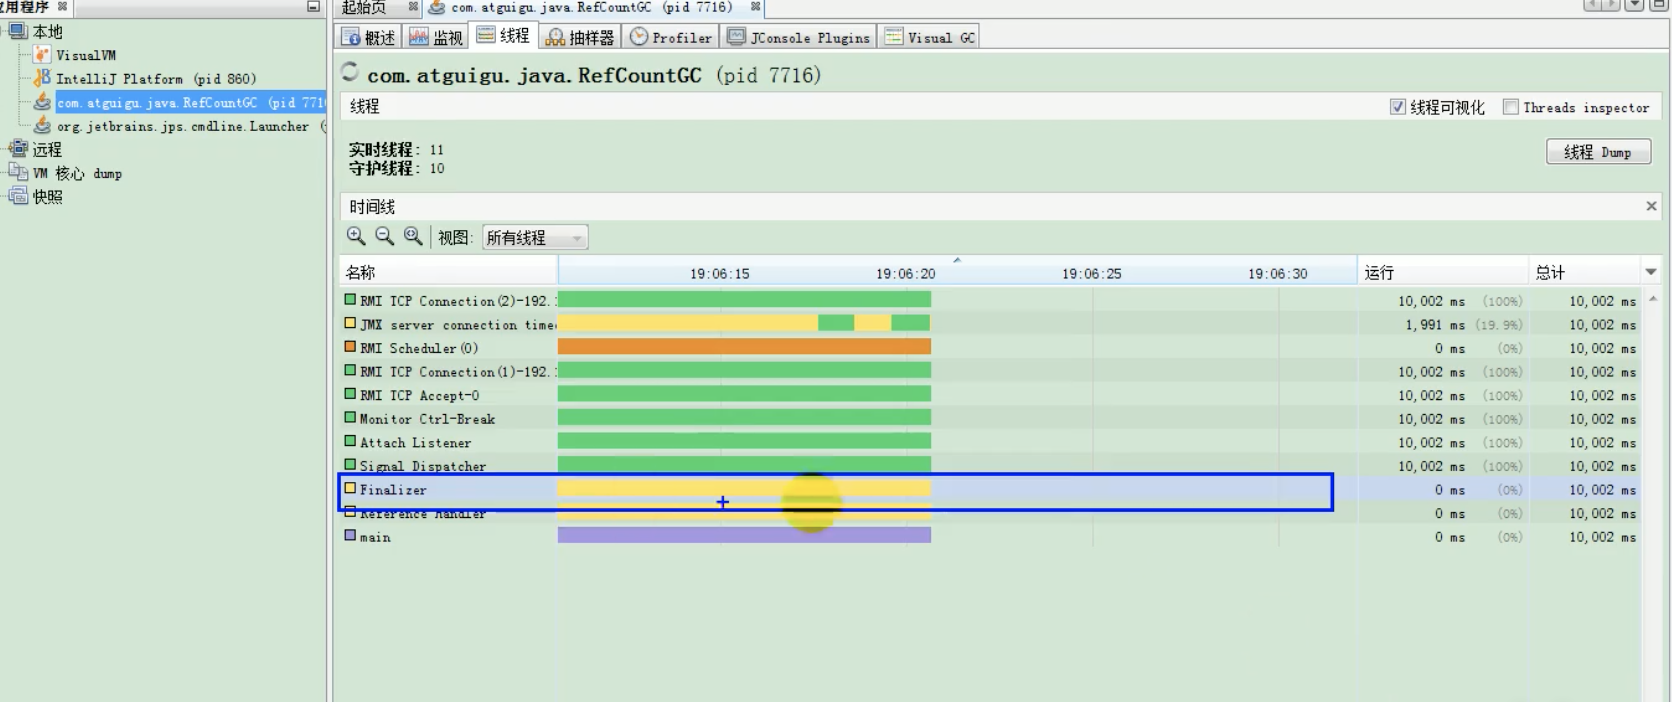 应用程序
起始页
com.atguigu.java.RefCountGC (pid 7716)
本地
VisualVM
IntelliJ Platform (pid 860)
com.atguigu.java.RefCountGC (pid 771
org.jetbrains.jps.cmdline.Launcher (
远程
VM 核心 dump
快照
概述 监视 线程 抽样器 Profiler JConsole Plugins Visual GC
com.atguigu.java.RefCountGC (pid 7716)
线程 线程可视化 Threads inspector
实时线程: 11
守护线程: 10
线程 Dump
时间线
视图: 所有线程
名称 19:06:15 19:06:20 19:06:25 19:06:30 运行 总计
RMI TCP Connection(2)-192. 10,002 ms (100%) 10,002 ms
JMX server connection time 1,991 ms (19.9%) 10,002 ms
RMI Scheduler(0) 0 ms (0%) 10,002 ms
RMI TCP Connection(1)-192. 10,002 ms (100%) 10,002 ms
RMI TCP Accept-0 10,002 ms (100%) 10,002 ms
Monitor Ctrl-Break 10,002 ms (100%) 10,002 ms
Attach Listener 10,002 ms (100%) 10,002 ms
Signal Dispatcher 10,002 ms (100%) 10,002 ms
Finalizer 0 ms (0%) 10,002 ms
Reference Handler 0 ms (0%) 10,002 ms
main 0 ms (0%) 10,002 ms